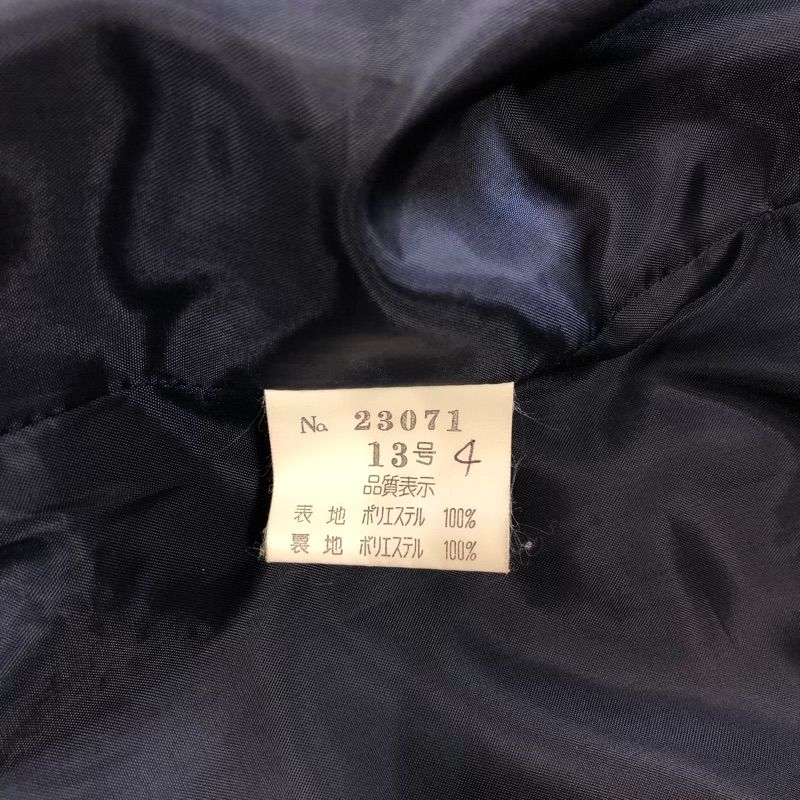 No. 23071
13号 4
品質表示
表地 ポリエステル 100%
裏地 ポリエステル 100%